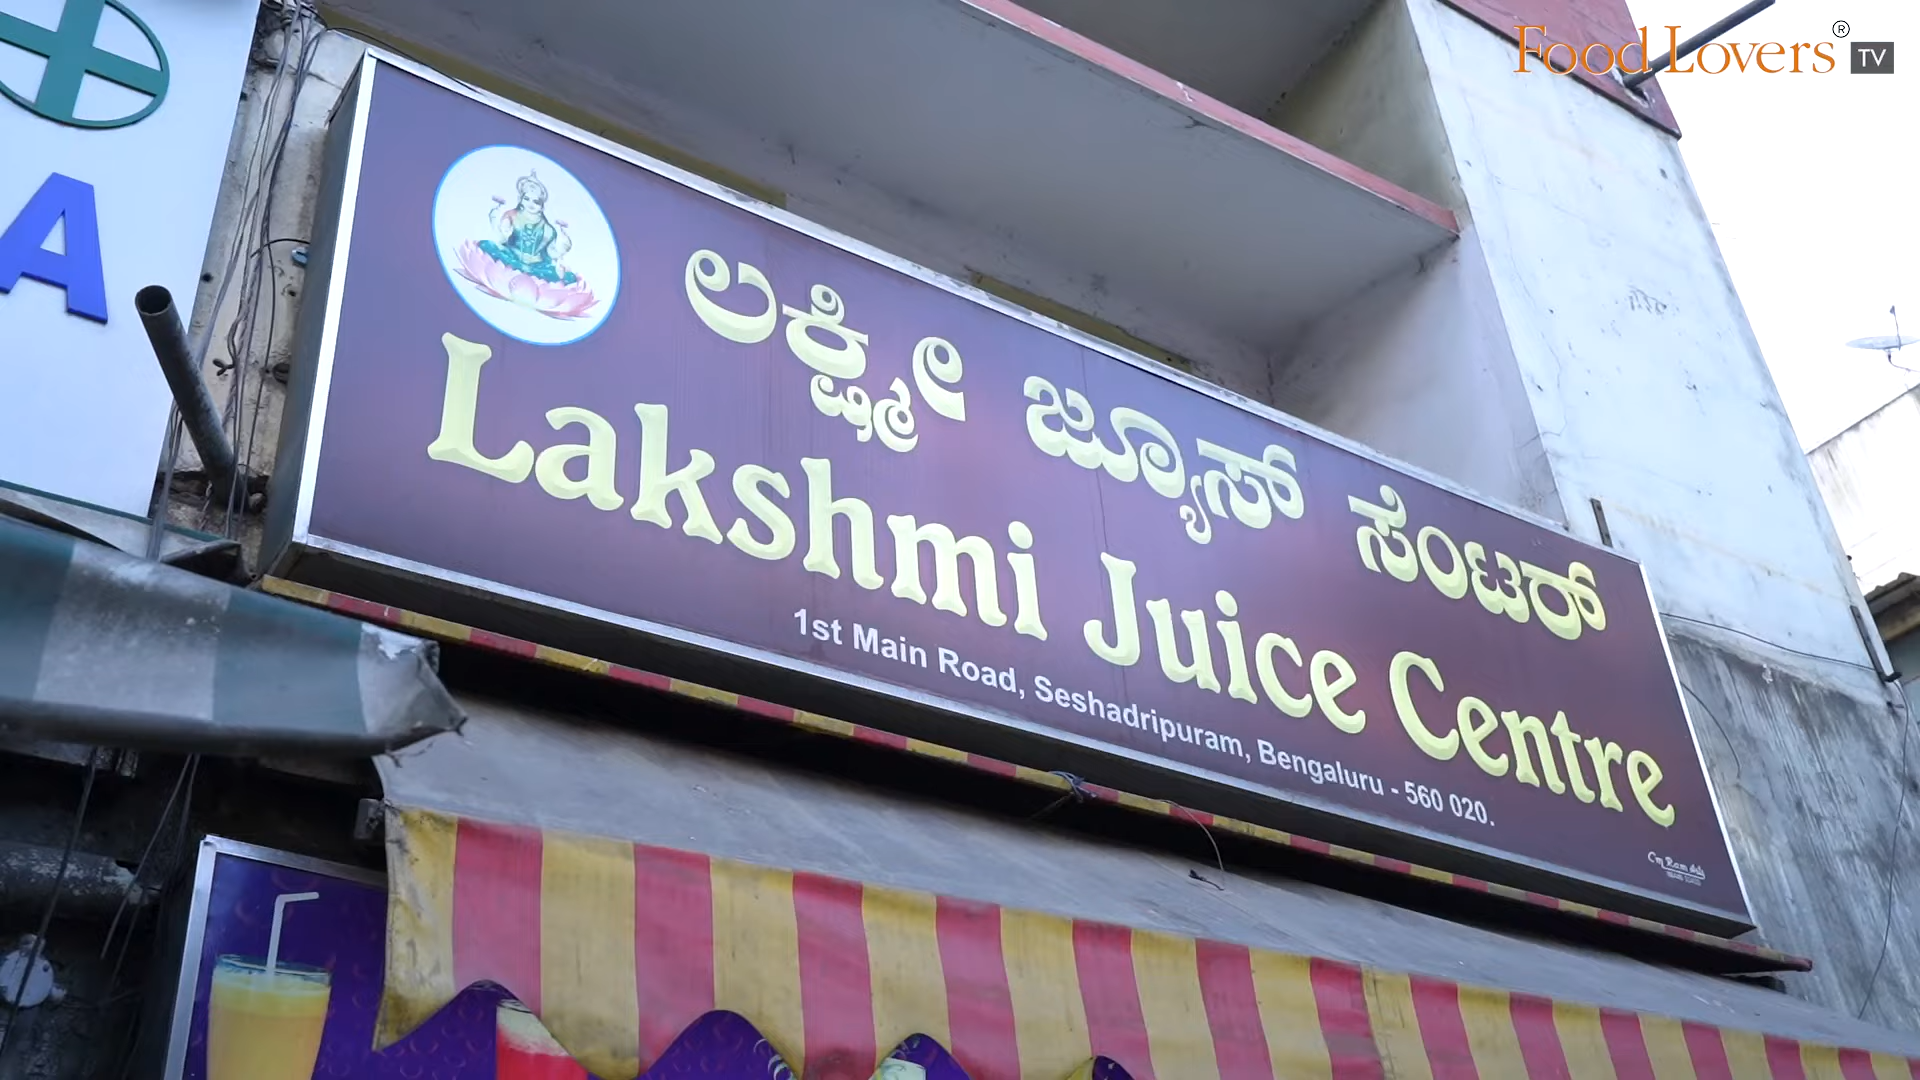 Food Lovers® TV
A
ಲಕ್ಷ್ಮೀ ಜ್ಯೂಸ್ ಸೆಂಟರ್
Lakshmi Juice Centre
1st Main Road, Seshadripuram, Bengaluru - 560 020.